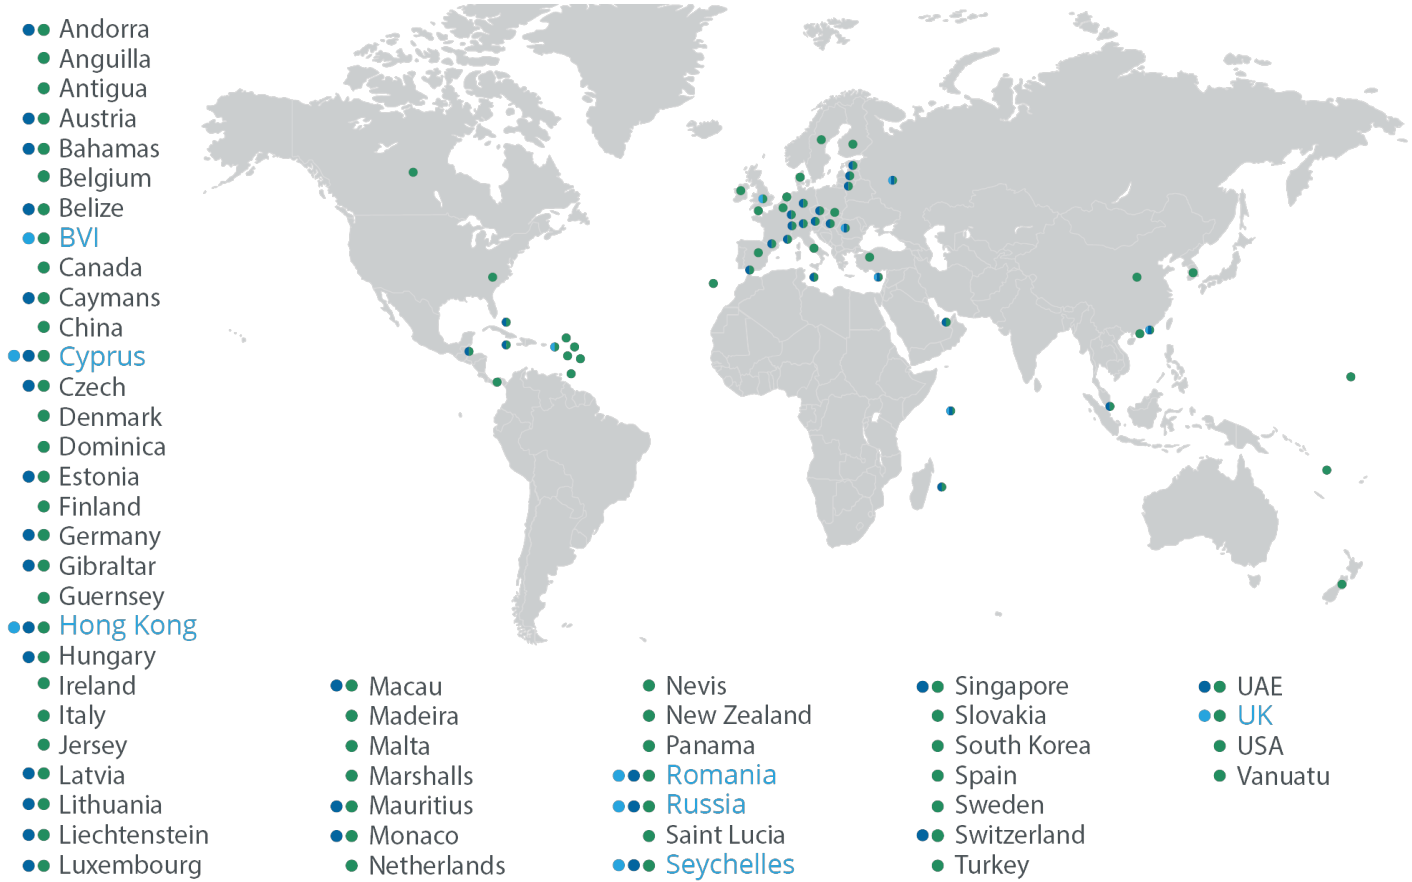 Andorra
Anguilla
Antigua
Austria
Bahamas
Belgium
Belize
BVI
Canada
Caymans
China
Cyprus
Czech
Denmark
Dominica
Estonia
Finland
Germany
Gibraltar
Guernsey
Hong Kong
Hungary
Ireland
Italy
Jersey
Latvia
Lithuania
Liechtenstein
Luxembourg
Macau
Madeira
Malta
Marshalls
Mauritius
Monaco
Netherlands
Nevis
New Zealand
Panama
Romania
Russia
Saint Lucia
Seychelles
Singapore
Slovakia
South Korea
Spain
Sweden
Switzerland
Turkey
UAE
UK
USA
Vanuatu